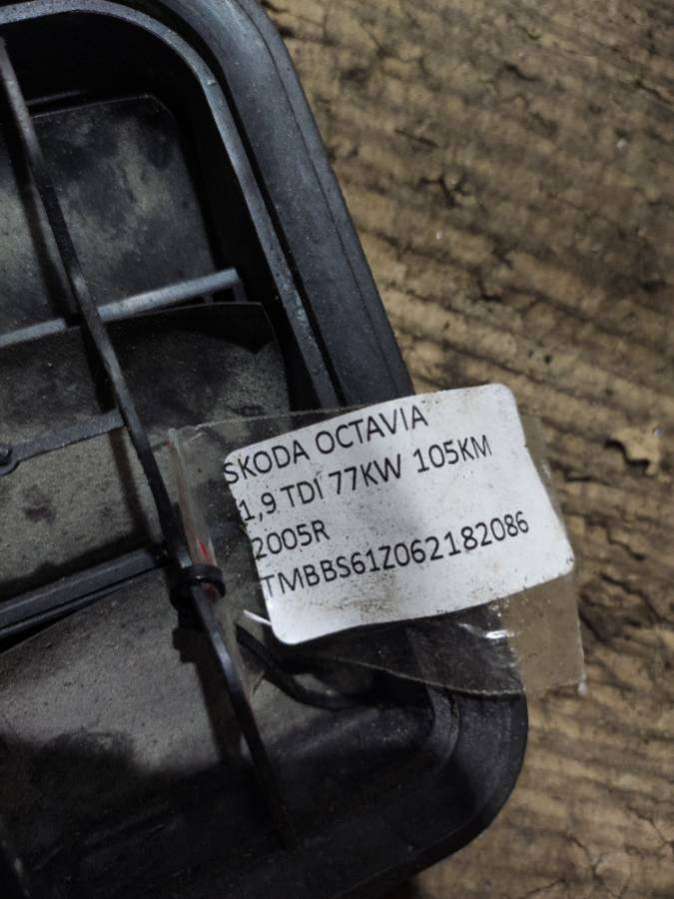 SKODA OCTAVIA
1,9 TDI 77KW 105KM
2005R
TMBBS61Z062182086